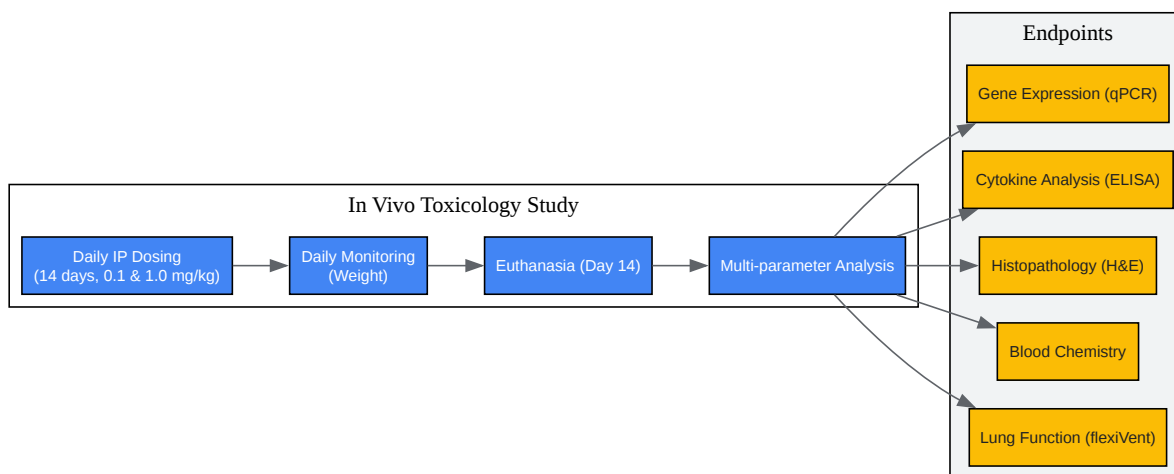 Endpoints
Gene Expression (qPCR)
Cytokine Analysis (ELISA)
In Vivo Toxicology Study
Daily IP Dosing
(14 days, 0.1 & 1.0 mg/kg)
Daily Monitoring
(Weight)
Euthanasia (Day 14)
Multi-parameter Analysis
Histopathology (H&E)
Blood Chemistry
Lung Function (flexiVent)